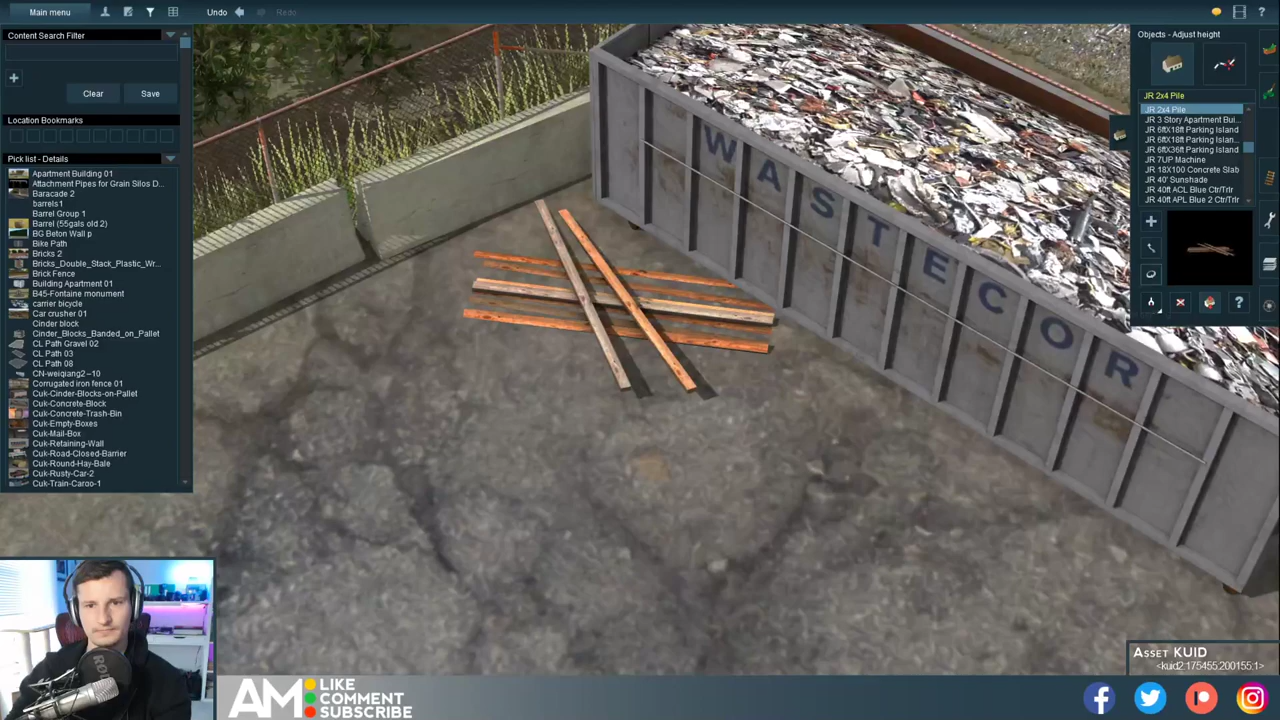 Main menu
Undo
Redo
Content Search Filter
Clear
Save
Location Bookmarks
Pick list - Details
Apartment Building 01
Attachment Pipes for Grain Silos D...
Baracade 2
barrels1
Barrel Group 1
Barrel (55gals old 2)
BG Beton Wall p
Bike Path
Bricks 2
Bricks_Double_Stack_Plastic_Wr...
Brick Fence
Building Apartment 01
B45-Fontaine monument
carrier bicycle
Car crusher 01
Cinder block
Cinder_Blocks_Banded_on_Pallet
CL Path Gravel 02
CL Path 03
CL Path 08
CN-weiqiang2--10
Corrugated iron fence 01
Cuk-Cinder-Blocks-on-Pallet
Cuk-Concrete-Block
Cuk-Concrete-Trash-Bin
Cuk-Empty-Boxes
Cuk-Mail-Box
Cuk-Retaining-Wall
Cuk-Road-Closed-Barrier
Cuk-Round-Hay-Bale
Cuk-Rusty-Car-2
Cuk-Train-Cargo-1
WASTECOR
Objects - Adjust height
JR 2x4 Pile
JR 2x4 Pile
JR 3 Story Apartment Bui...
JR 6ftX18ft Parking Island
JR 6ftX18ft Parking Islan...
JR 6ftX36ft Parking Island
JR 7UP Machine
JR 18X100 Concrete Slab
JR 40' Sunshade
JR 40ft ACL Blue Ctr/Trlr
JR 40ft APL Blue 2 Ctr/Trlr
?
?
RØDE
ASSET KUID
<kuid2:175455:200155:1>
AM
LIKE
COMMENT
SUBSCRIBE